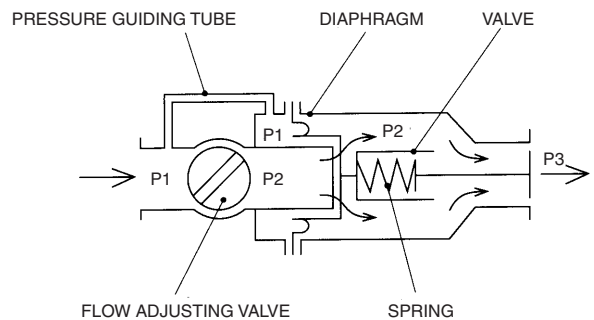 PRESSURE GUIDING TUBE
DIAPHRAGM
VALVE
P1
P2
P3
P1
P2
FLOW ADJUSTING VALVE
SPRING